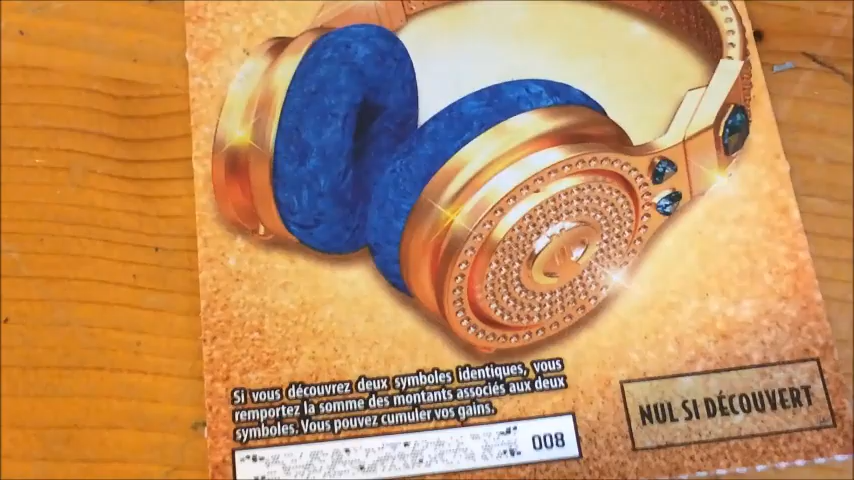 Si vous découvrez deux symboles identiques, vous
remportez la somme des montants associés aux deux
symboles. Vous pouvez cumuler vos gains.
008
NUL SI DÉCOUVERT